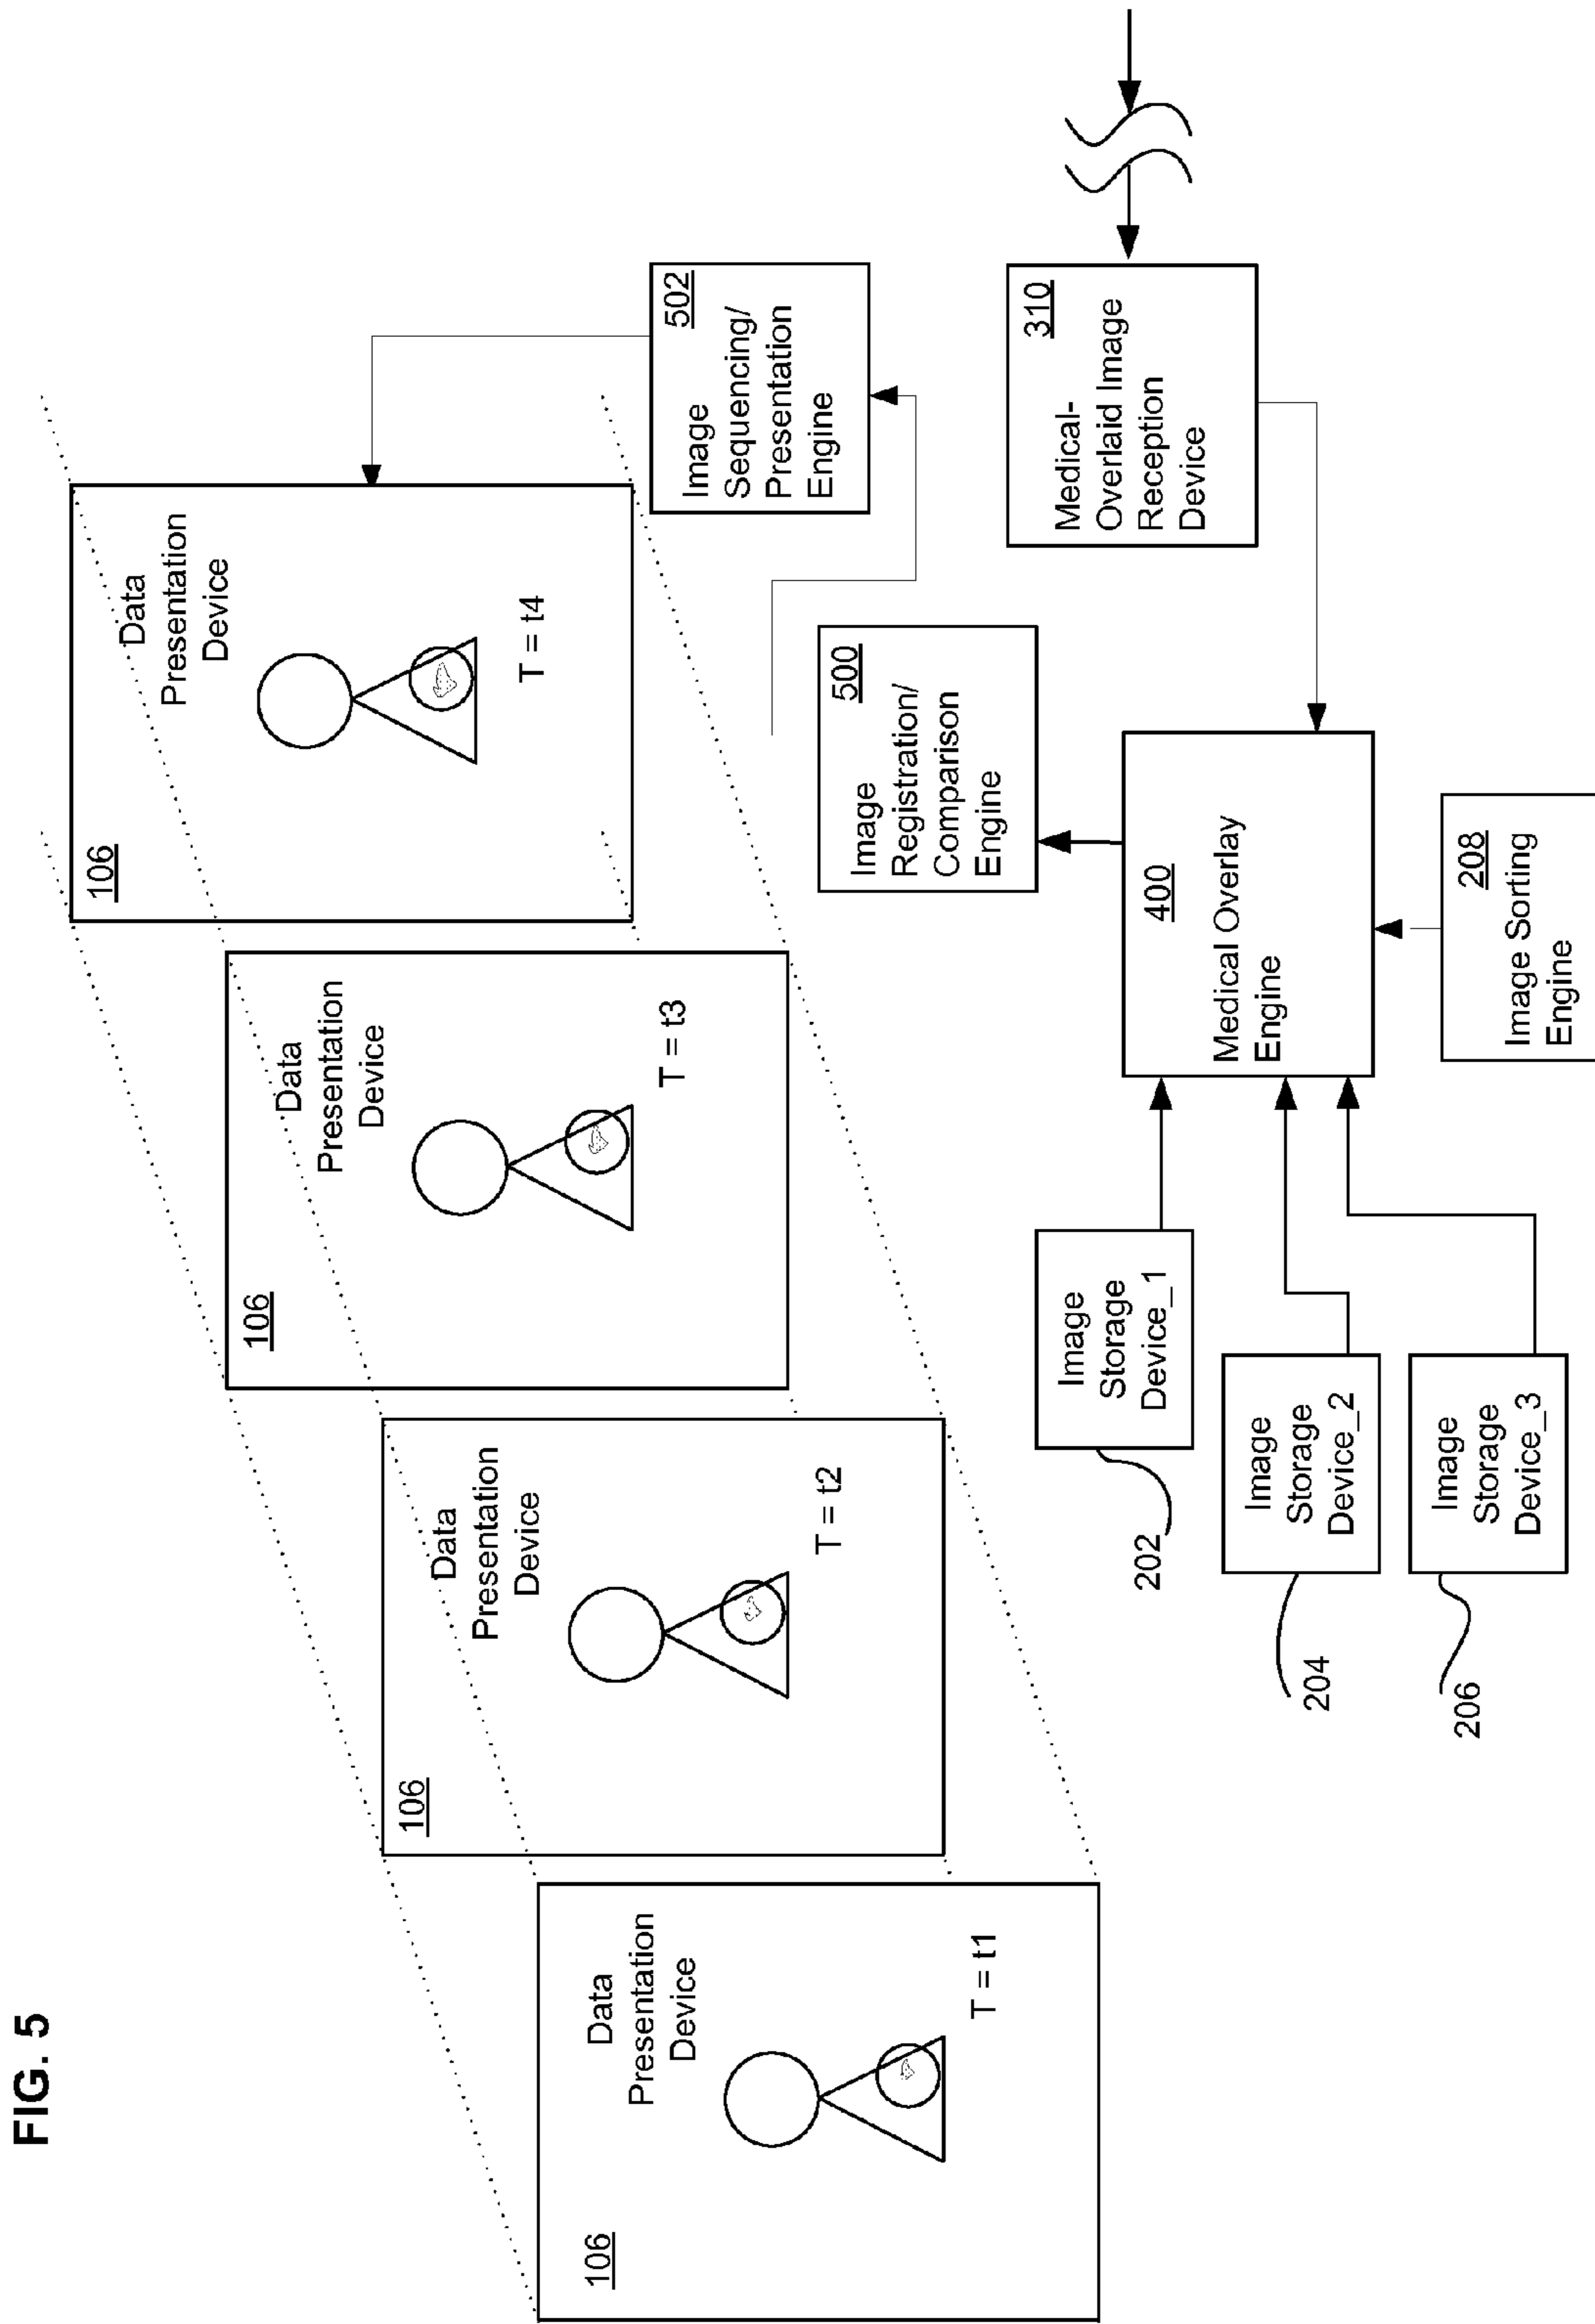 FIG. 5
106
Data
Presentation
Device
T = t1
106
Data
Presentation
Device
T = t2
106
Data
Presentation
Device
T = t3
106
Data
Presentation
Device
T = t4
502
Image
Sequencing/
Presentation
Engine
500
Image
Registration/
Comparison
Engine
310
Medical-
Overlaid Image
Reception
Device
400
Medical Overlay
Engine
208
Image Sorting
Engine
Image
Storage
Device_1
202
Image
Storage
Device_2
204
Image
Storage
Device_3
206